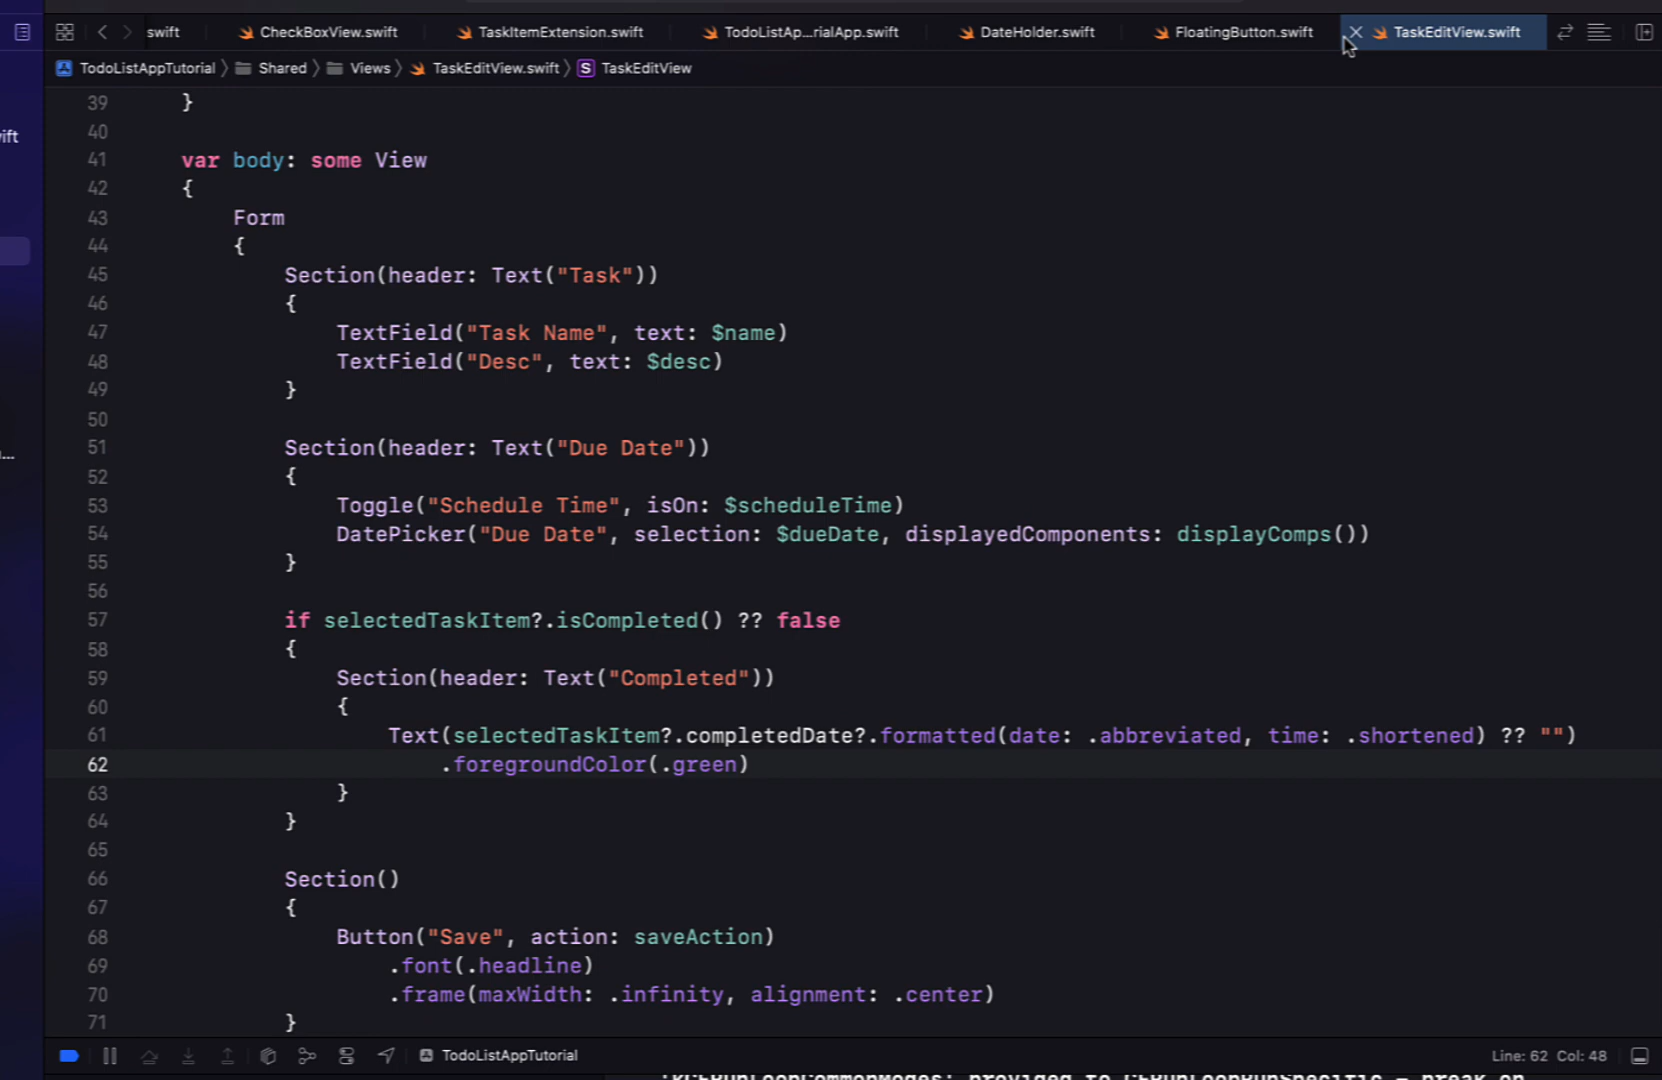 swift CheckBoxView.swift TaskItemExtension.swift TodoListAp...rialApp.swift DateHolder.swift FloatingButton.swift TaskEditView.swift
TodoListAppTutorial Shared Views TaskEditView.swift S TaskEditView
39 }
40
ift
41 var body: some View
42 {
43 Form
44 {
45 Section(header: Text("Task"))
46 {
47 TextField("Task Name", text: $name)
48 TextField("Desc", text: $desc)
49 }
50
51 Section(header: Text("Due Date"))
...
52 {
53 Toggle("Schedule Time", isOn: $scheduleTime)
54 DatePicker("Due Date", selection: $dueDate, displayedComponents: displayComps())
55 }
56
57 if selectedTaskItem?.isCompleted() ?? false
58 {
59 Section(header: Text("Completed"))
60 {
61 Text(selectedTaskItem?.completedDate?.formatted(date: .abbreviated, time: .shortened) ?? "")
62 .foregroundColor(.green)
63 }
64 }
65
66 Section()
67 {
68 Button("Save", action: saveAction)
69 .font(.headline)
70 .frame(maxWidth: .infinity, alignment: .center)
71 }
TodoListAppTutorial Line: 62 Col: 48